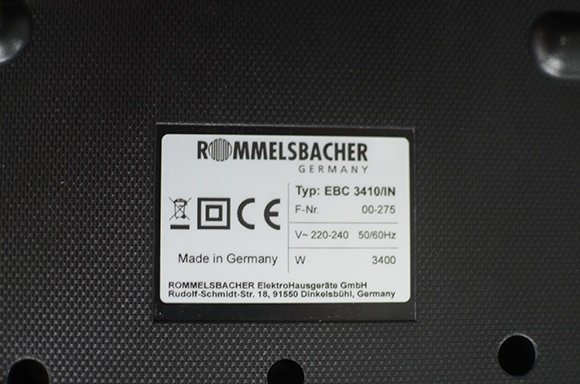 ROMMELSBACHER
GERMANY
Typ: EBC 3410/IN
F-Nr. 00-275
CE
V~ 220-240 50/60Hz
Made in Germany
W 3400
ROMMELSBACHER ElektroHausgeräte GmbH
Rudolf-Schmidt-Str. 18, 91550 Dinkelsbühl, Germany